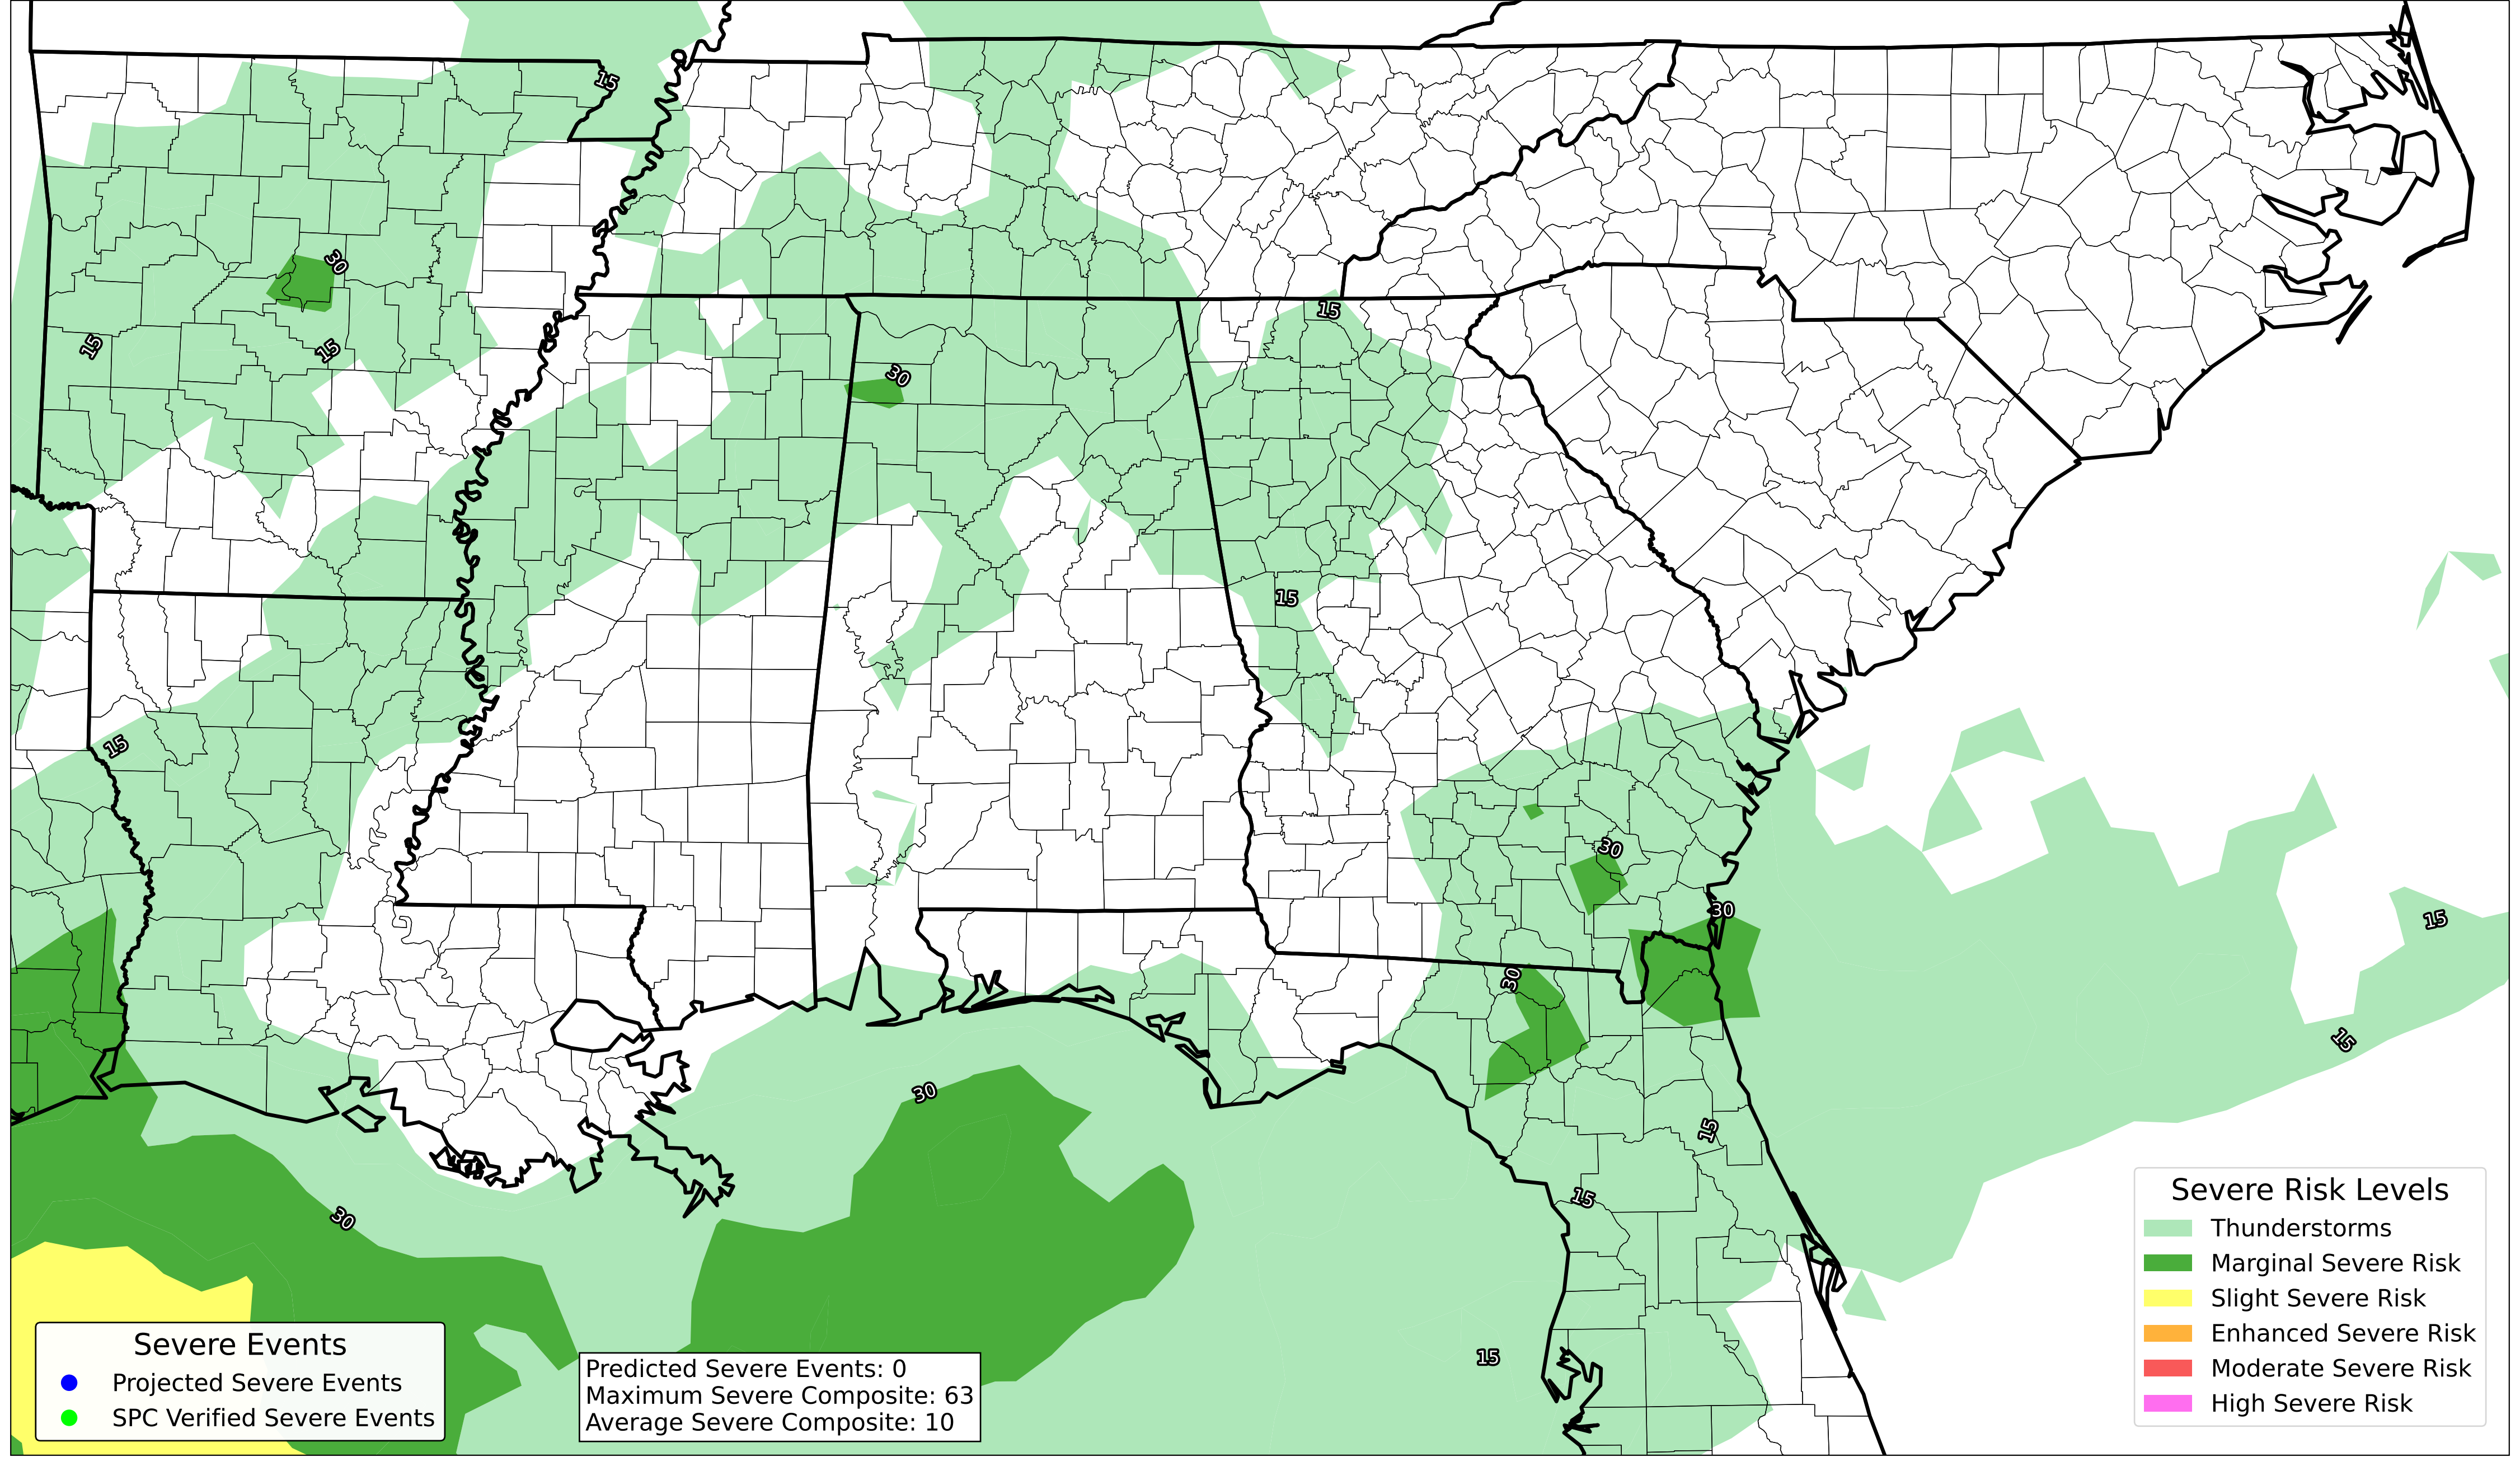 15
30
15
15
30
15
15
15
30
30
15
30
15
30
15
15
30
15
Severe Risk Levels
Thunderstorms
Marginal Severe Risk
Slight Severe Risk
Enhanced Severe Risk
Moderate Severe Risk
High Severe Risk
Severe Events
Projected Severe Events
SPC Verified Severe Events
Predicted Severe Events: 0
Maximum Severe Composite: 63
Average Severe Composite: 10